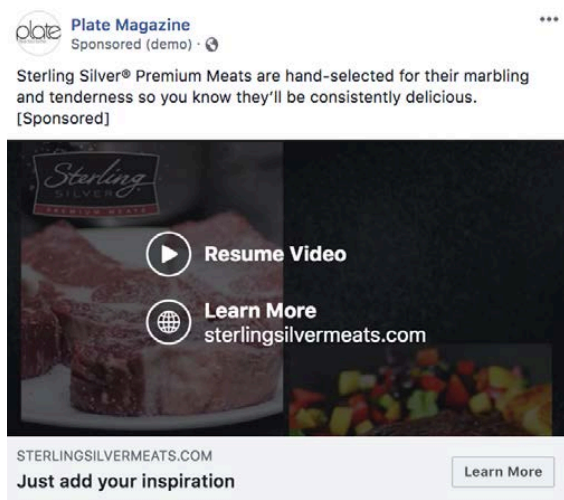 plate
Plate Magazine
Sponsored (demo) ·
Sterling Silver® Premium Meats are hand-selected for their marbling
and tenderness so you know they’ll be consistently delicious.
[Sponsored]
Sterling
SILVER
PREMIUM MEATS
Resume Video
Learn More
sterlingsilvermeats.com
STERLINGSILVERMEATS.COM
Just add your inspiration
Learn More